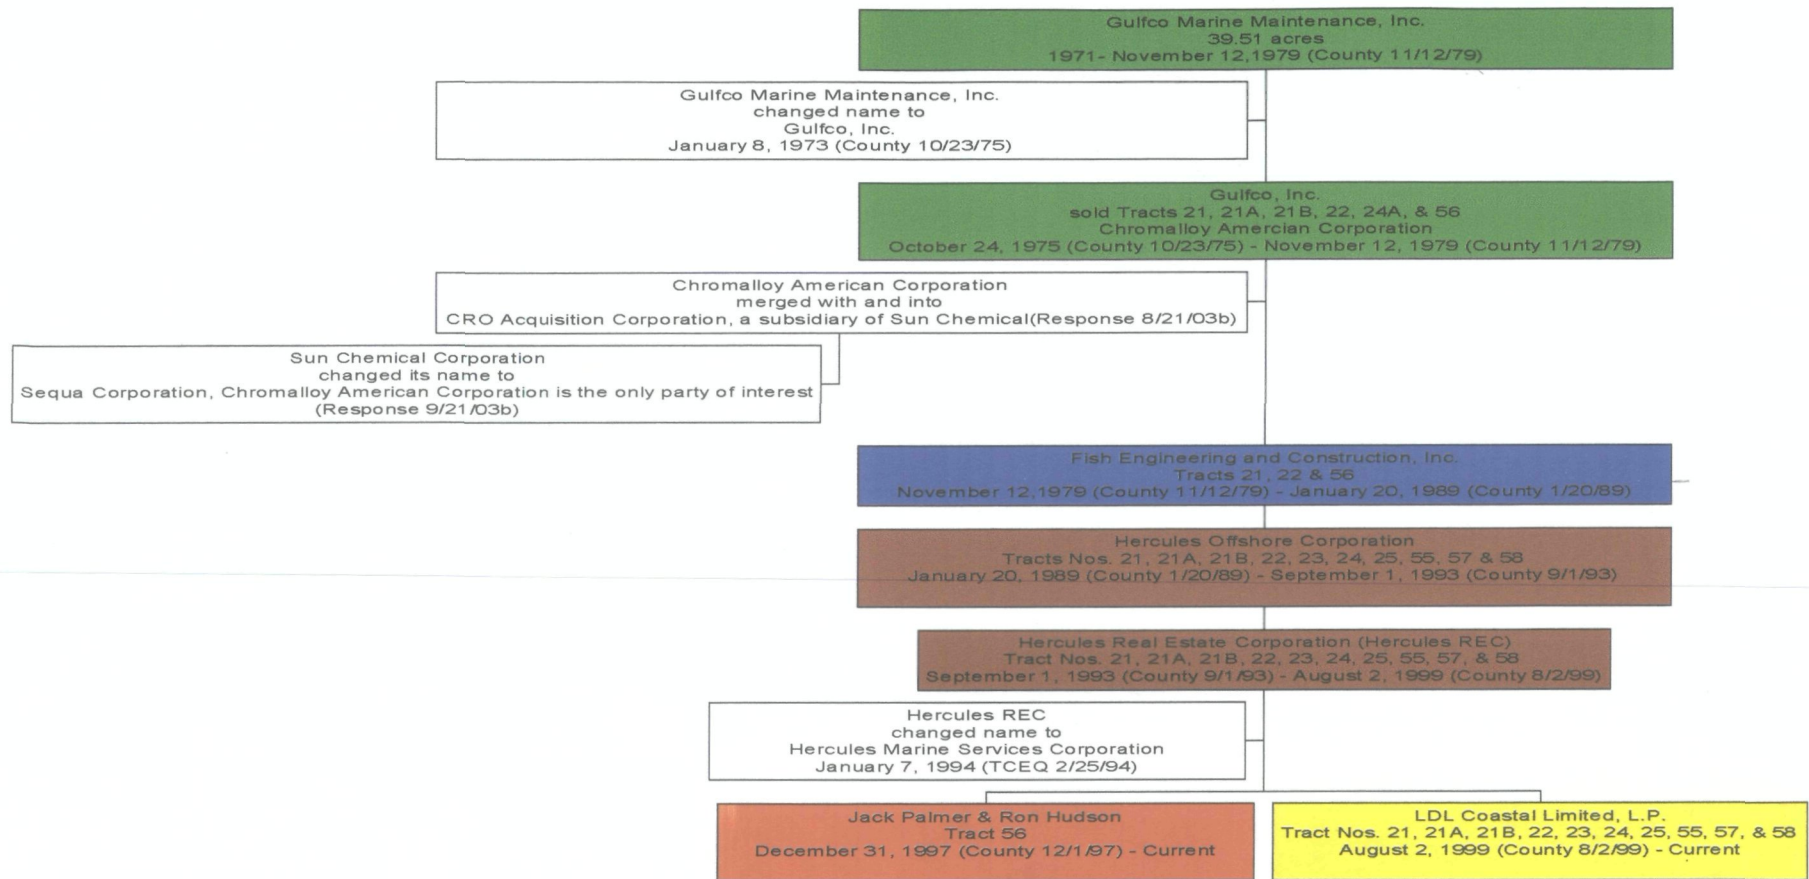 Gulfco Marine Maintenance, Inc.
39.51 acres
1971- November 12,1979 (County 11/12/79)
Gulfco Marine Maintenance, Inc.
changed name to
Gulfco, Inc.
January 8, 1973 (County 10/23/75)
Gulfco, Inc.
sold Tracts 21, 21A, 21B, 22, 24A, & 56
Chromalloy Amercian Corporation
October 24, 1975 (County 10/23/75) - November 12, 1979 (County 11/12/79)
Chromalloy American Corporation
merged with and into
CRO Acquisition Corporation, a subsidiary of Sun Chemical(Response 8/21/03b)
Sun Chemical Corporation
changed its name to
Sequa Corporation, Chromalloy American Corporation is the only party of interest
(Response 9/21/03b)
Fish Engineering and Construction, Inc.
Tracts 21, 22 & 56
November 12,1979 (County 11/12/79) - January 20, 1989 (County 1/20/89)
Hercules Offshore Corporation
Tracts Nos. 21, 21A, 21B, 22, 23, 24, 25, 55, 57 & 58
January 20, 1989 (County 1/20/89) - September 1, 1993 (County 9/1/93)
Hercules Real Estate Corporation (Hercules REC)
Tract Nos. 21, 21A, 21B, 22, 23, 24, 25, 55, 57, & 58
September 1, 1993 (County 9/1/93) - August 2, 1999 (County 8/2/99)
Hercules REC
changed name to
Hercules Marine Services Corporation
January 7, 1994 (TCEQ 2/25/94)
Jack Palmer & Ron Hudson
Tract 56
December 31, 1997 (County 12/1/97) - Current
LDL Coastal Limited, L.P.
Tract Nos. 21, 21A, 21B, 22, 23, 24, 25, 55, 57, & 58
August 2, 1999 (County 8/2/99) - Current